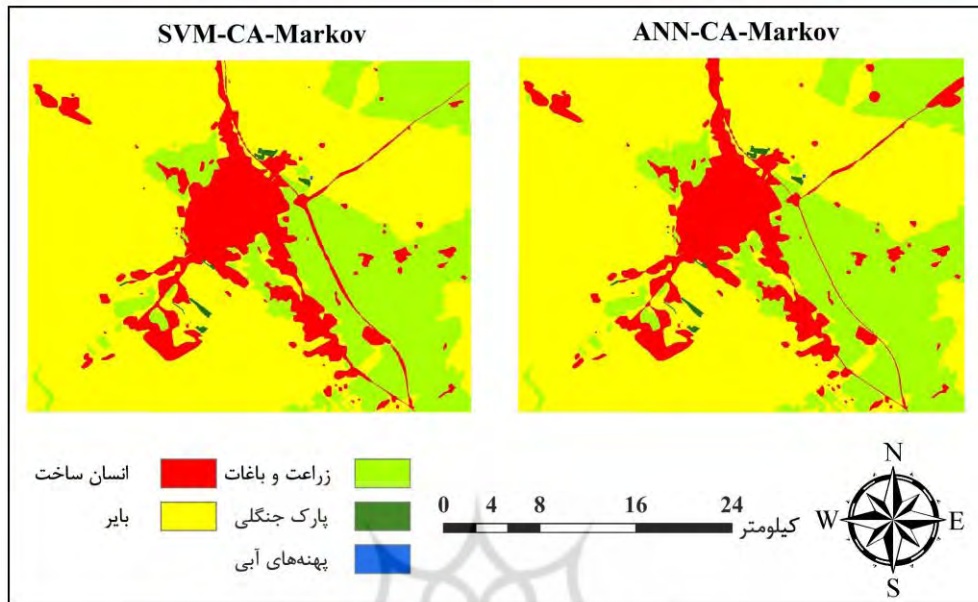 SVM-CA-Markov
ANN-CA-Markov
انسان ساخت
زراعت و باغات
بایر
پارک جنگلی
پهنه‌های آبی
0 4 8 16 24
کیلومتر
N
W E
S